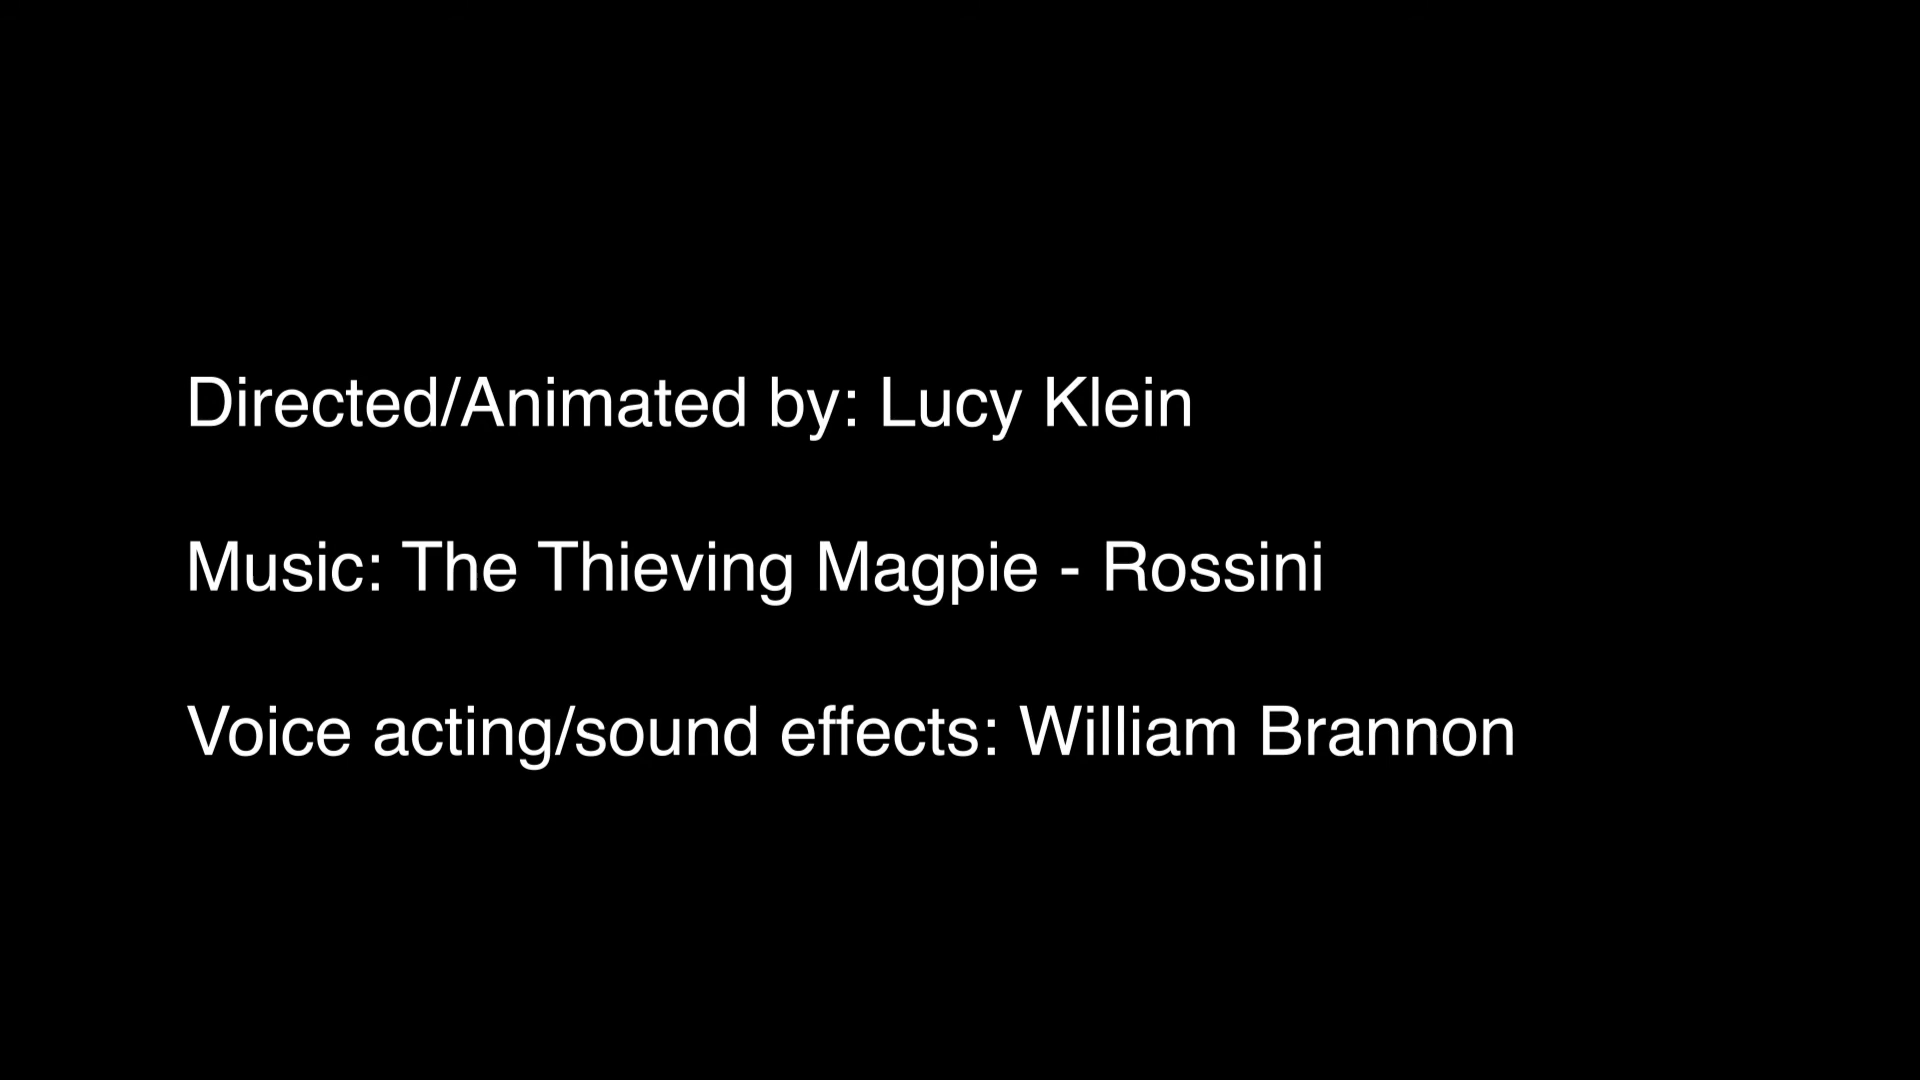 Directed/Animated by: Lucy Klein
Music: The Thieving Magpie - Rossini
Voice acting/sound effects: William Brannon